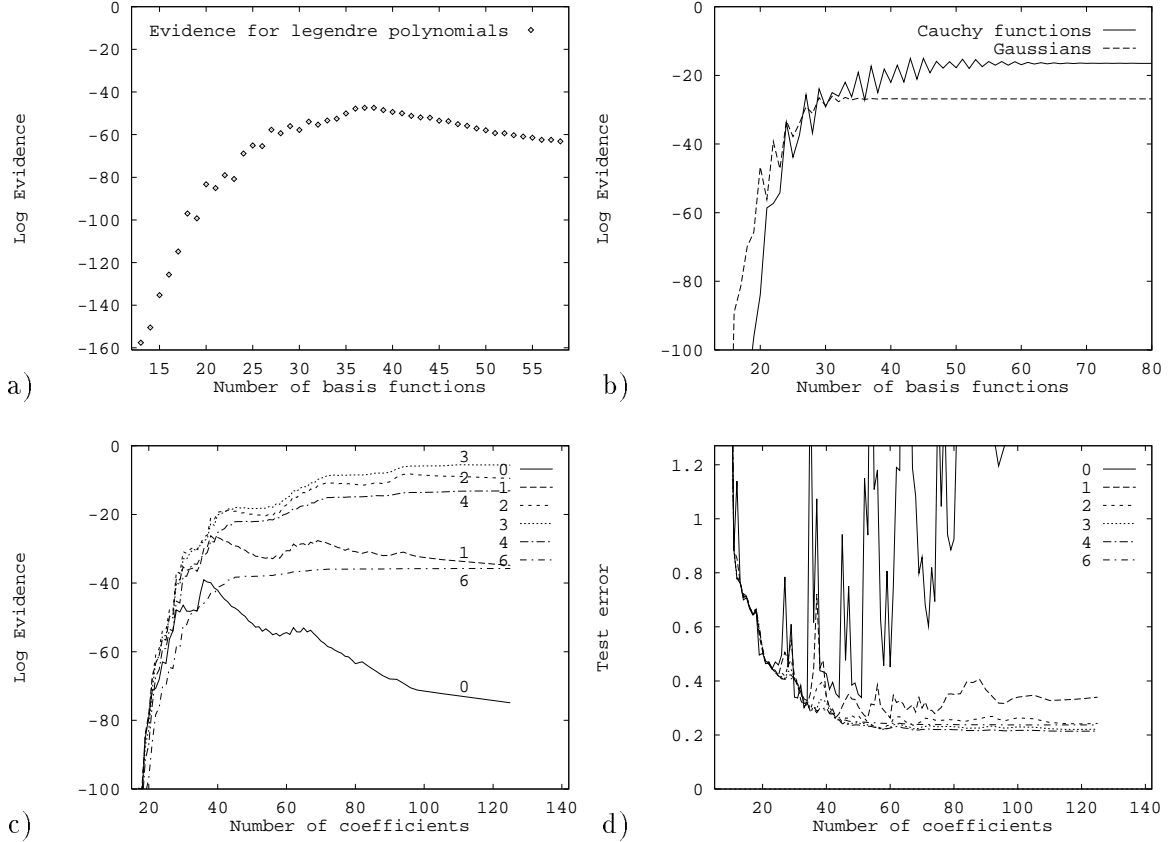 0
-20
-40
-60
-80
-100
-120
-140
-160
15 20 25 30 35 40 45 50 55
Log Evidence
Number of basis functions
Evidence for legendre polynomials
a)
0
-20
-40
-60
-80
-100
20 30 40 50 60 70 80
Log Evidence
Number of basis functions
Cauchy functions
Gaussians
b)
0
-20
-40
-60
-80
-100
20 40 60 80 100 120 140
Log Evidence
Number of coefficients
3
2
4
1
6
0
0
1
2
3
4
6
c)
1.2
1
0.8
0.6
0.4
0.2
0
20 40 60 80 100 120 140
Test error
Number of coefficients
0
1
2
3
4
6
d)